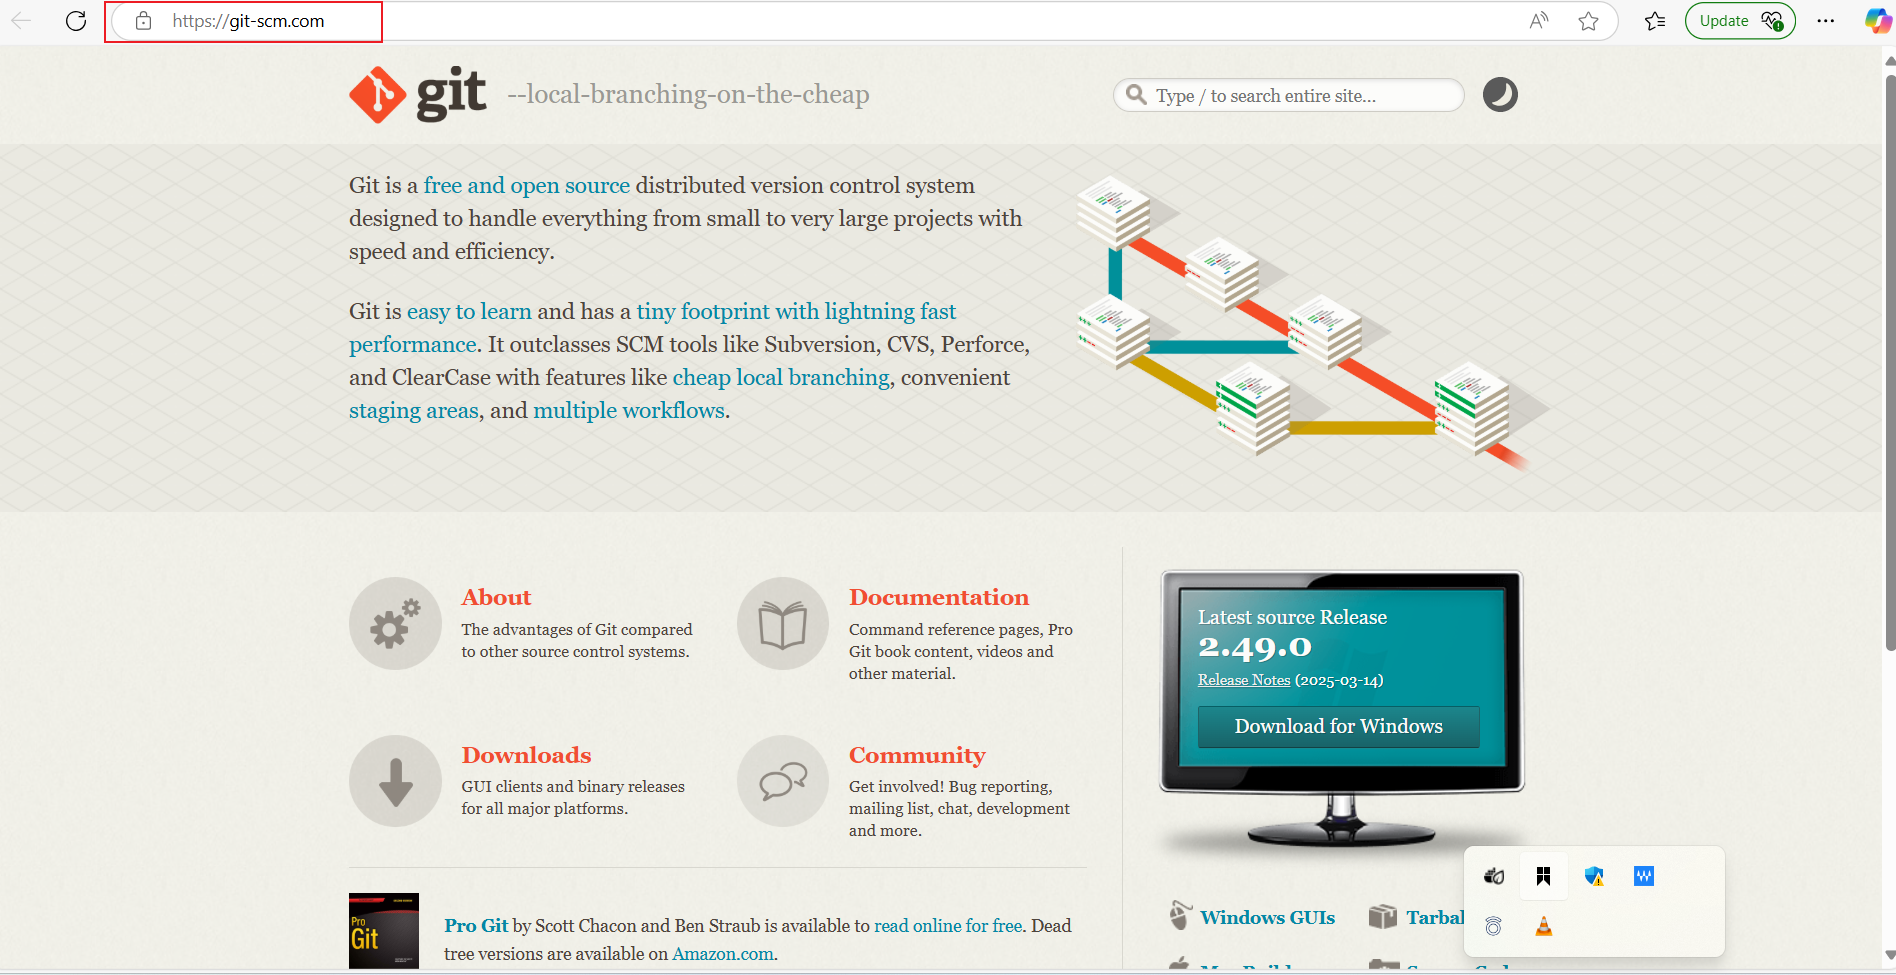 https://git-scm.com
Update
git --local-branching-on-the-cheap
Type / to search entire site...
Git is a free and open source distributed version control system
designed to handle everything from small to very large projects with
speed and efficiency.
Git is easy to learn and has a tiny footprint with lightning fast
performance. It outclasses SCM tools like Subversion, CVS, Perforce,
and ClearCase with features like cheap local branching, convenient
staging areas, and multiple workflows.
About
The advantages of Git compared
to other source control systems.
Documentation
Command reference pages, Pro
Git book content, videos and
other material.
Downloads
GUI clients and binary releases
for all major platforms.
Community
Get involved! Bug reporting,
mailing list, chat, development
and more.
Latest source Release
2.49.0
Release Notes (2025-03-14)
Download for Windows
Pro
Git
Pro Git by Scott Chacon and Ben Straub is available to read online for free. Dead
tree versions are available on Amazon.com.
Windows GUIs